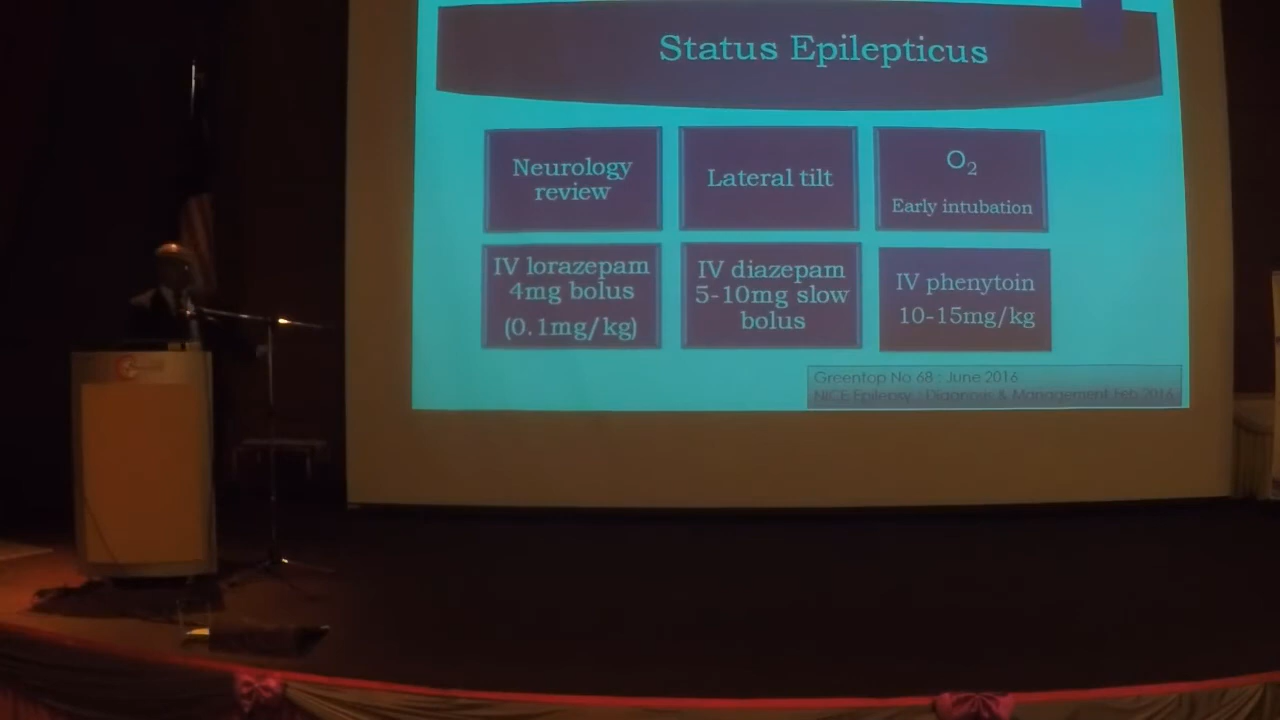 Status Epilepticus
Neurology
review
Lateral tilt
O₂
Early intubation
IV lorazepam
4mg bolus
(0.1mg/kg)
IV diazepam
5-10mg slow
bolus
IV phenytoin
10-15mg/kg
Greentop No 68 : June 2016
NICE Epilepsy : Diagnosis & Management Feb 2016